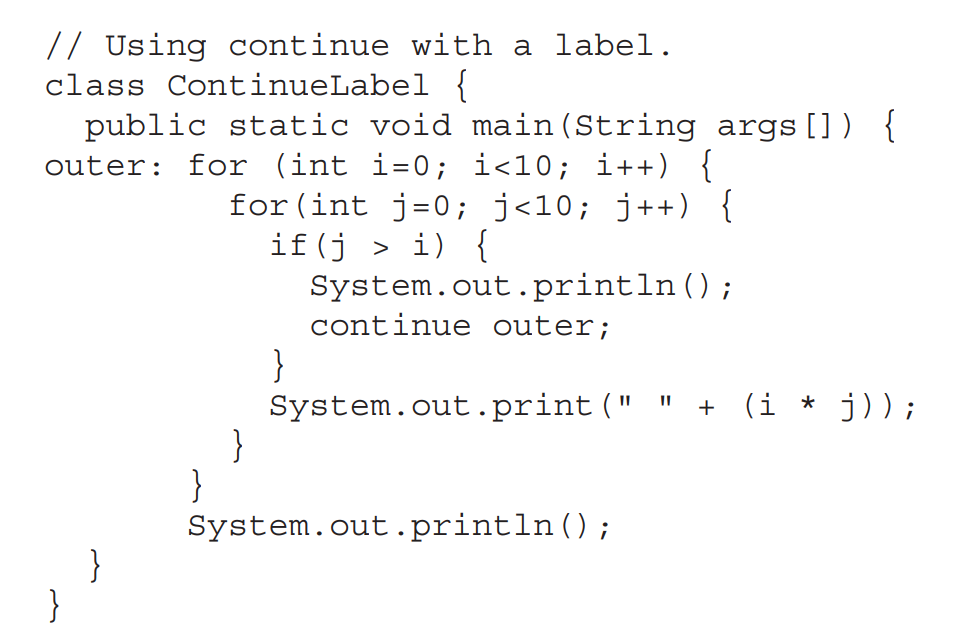 // Using continue with a label.
class ContinueLabel {
  public static void main(String args[]) {
outer: for (int i=0; i<10; i++) {
         for(int j=0; j<10; j++) {
           if(j > i) {
             System.out.println();
             continue outer;
           }
           System.out.print(" " + (i * j));
         }
       }
       System.out.println();
  }
}